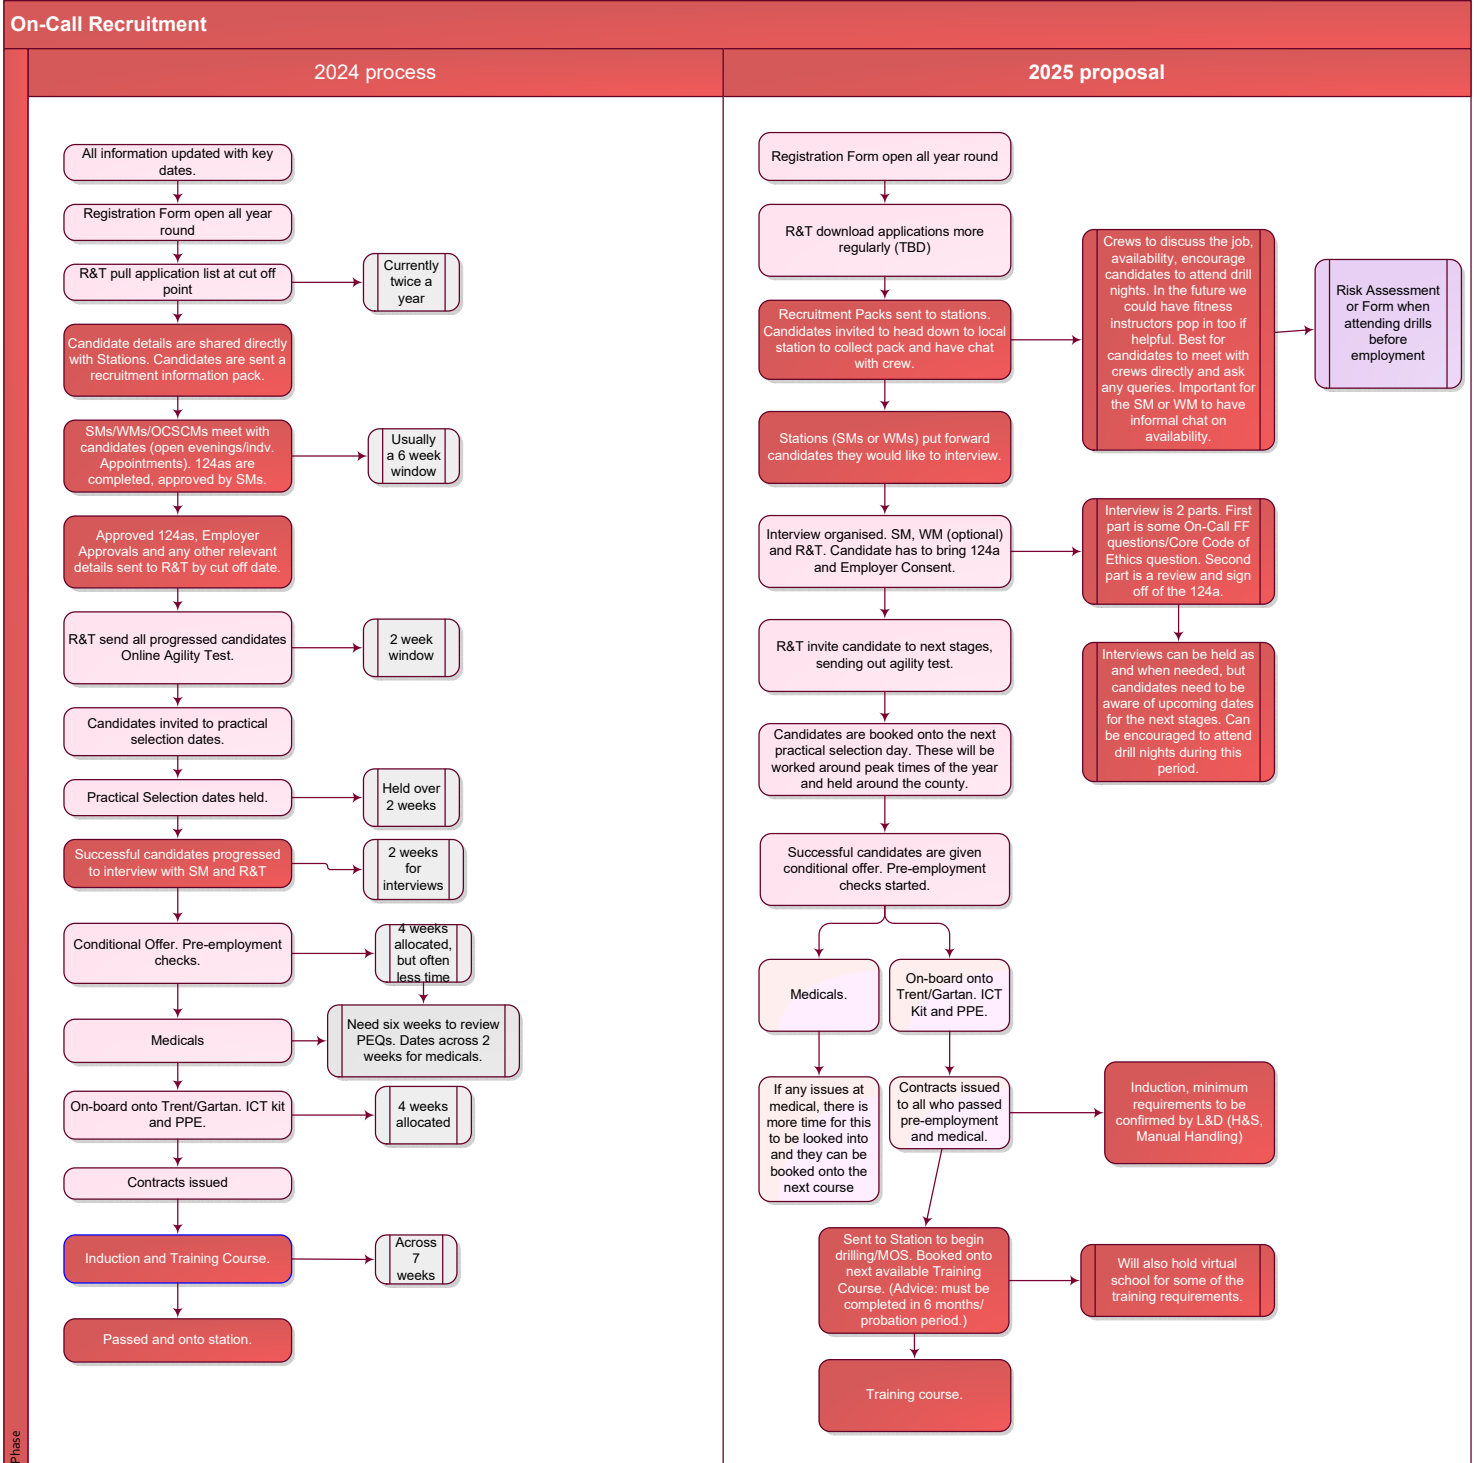 On-Call Recruitment
2024 process
All information updated with key
dates.
Registration Form open all year
round
R&T pull application list at cut off
point
Currently
twice a
year
Candidate details are shared directly
with Stations. Candidates are sent a
recruitment information pack.
SMs/WMs/OCSCMs meet with
candidates (open evenings/indv.
Appointments). 124as are
completed, approved by SMs.
Usually
a 6 week
window
Approved 124as, Employer
Approvals and any other relevant
details sent to R&T by cut off date.
R&T send all progressed candidates
Online Agility Test.
2 week
window
Candidates invited to practical
selection dates.
Practical Selection dates held.
Held over
2 weeks
Successful candidates progressed
to interview with SM and R&T
2 weeks
for
interviews
Conditional Offer. Pre-employment
checks.
4 weeks
allocated,
but often
less time
Medicals
Need six weeks to review
PEQs. Dates across 2
weeks for medicals.
On-board onto Trent/Gartan. ICT kit
and PPE.
4 weeks
allocated
Contracts issued
Induction and Training Course.
Across
7
weeks
Passed and onto station.
2025 proposal
Registration Form open all year round
R&T download applications more
regularly (TBD)
Recruitment Packs sent to stations.
Candidates invited to head down to local
station to collect pack and have chat
with crew.
Crews to discuss the job,
availability, encourage
candidates to attend drill
nights. In the future we
could have fitness
instructors pop in too if
helpful. Best for
candidates to meet with
crews directly and ask
any queries. Important for
the SM or WM to have
informal chat on
availability.
Risk Assessment
or Form when
attending drills
before
employment
Stations (SMs or WMs) put forward
candidates they would like to interview.
Interview organised. SM, WM (optional)
and R&T. Candidate has to bring 124a
and Employer Consent.
Interview is 2 parts. First
part is some On-Call FF
questions/Core Code of
Ethics question. Second
part is a review and sign
off of the 124a.
Interviews can be held as
and when needed, but
candidates need to be
aware of upcoming dates
for the next stages. Can
be encouraged to attend
drill nights during this
period.
R&T invite candidate to next stages,
sending out agility test.
Candidates are booked onto the next
practical selection day. These will be
worked around peak times of the year
and held around the county.
Successful candidates are given
conditional offer. Pre-employment
checks started.
Medicals.
On-board onto
Trent/Gartan. ICT
Kit and PPE.
If any issues at
medical, there is
more time for this
to be looked into
and they can be
booked onto the
next course
Contracts issued
to all who passed
pre-employment
and medical.
Induction, minimum
requirements to be
confirmed by L&D (H&S,
Manual Handling)
Sent to Station to begin
drilling/MOS. Booked onto
next available Training
Course. (Advice: must be
completed in 6 months/
probation period.)
Will also hold virtual
school for some of the
training requirements.
Training course.
Phase